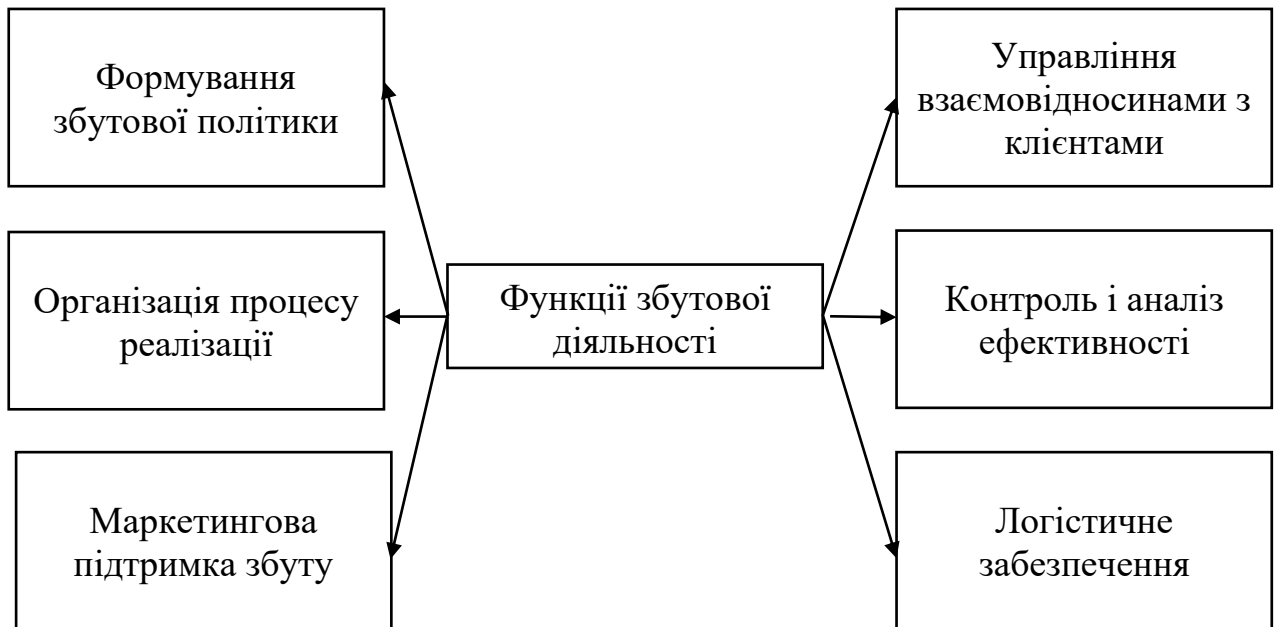 Формування
збутової політики
Організація процесу
реалізації
Маркетингова
підтримка збуту
Функції збутової
діяльності
Управління
взаємовідносинами з
клієнтами
Контроль і аналіз
ефективності
Логістичне
забезпечення